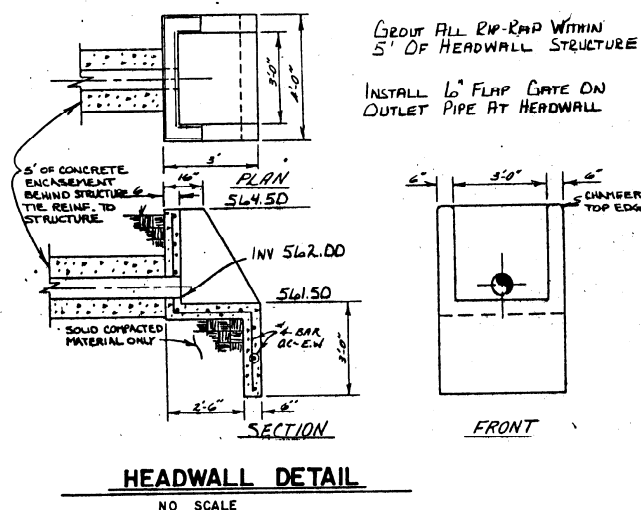 GROUT ALL RIP-RAP WITHIN
5' OF HEADWALL STRUCTURE
INSTALL 6" FLAP GATE ON
OUTLET PIPE AT HEADWALL
3'-0"
4'-0"
3'
PLAN
5' OF CONCRETE
ENCASEMENT
BEHIND STRUCTURE
TIE REINF. TO
STRUCTURE
16"
6
564.50
INV 562.00
561.50
SOLID COMPACTED
MATERIAL ONLY
#4 BAR
OC-E.W
3'-0"
2'-6"
6"
SECTION
6"
3'-0"
6"
CHAMFER
TOP EDG
FRONT
HEADWALL DETAIL
NO SCALE